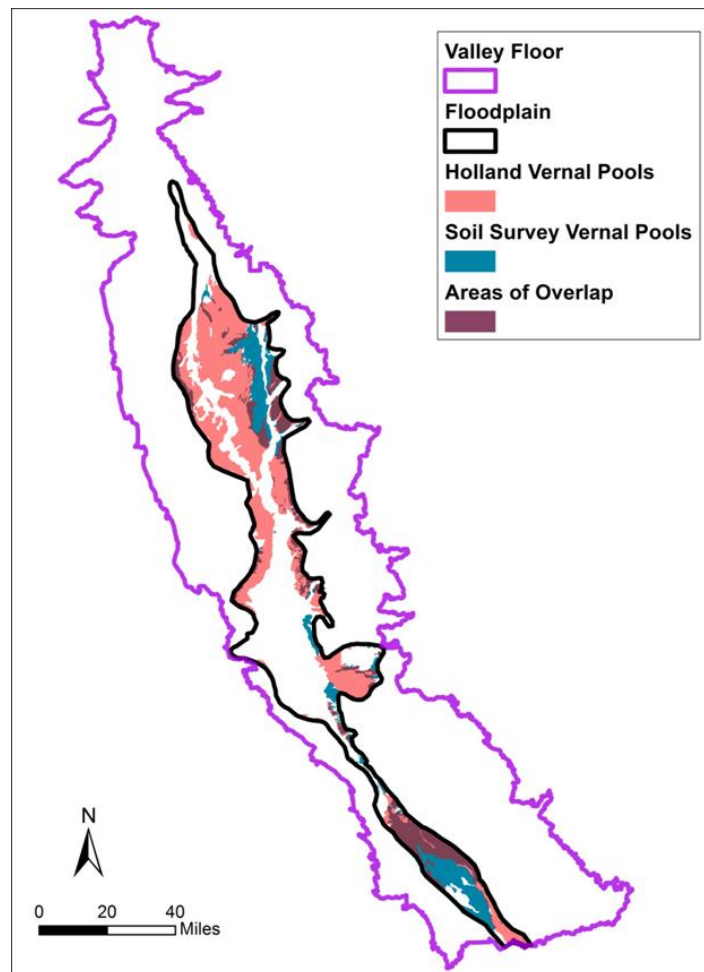 Valley Floor
Floodplain
Holland Vernal Pools
Soil Survey Vernal Pools
Areas of Overlap
N
0 20 40
Miles